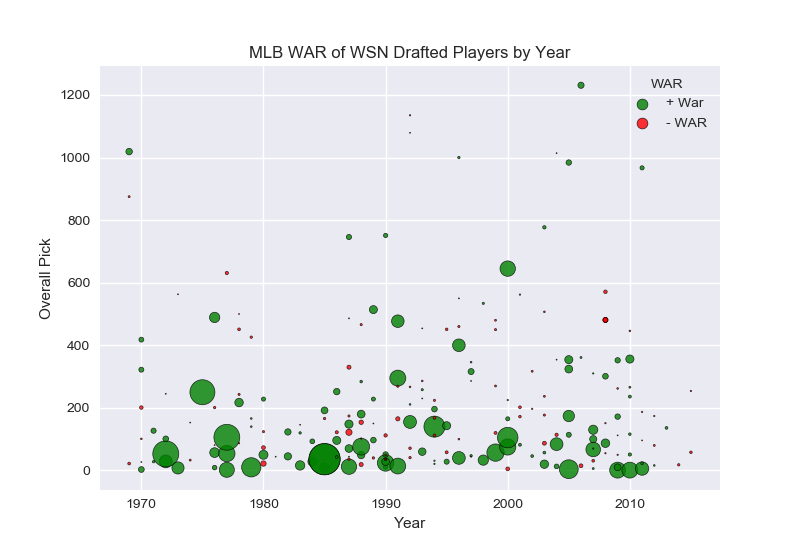 MLB WAR of WSN Drafted Players by Year
WAR
+ War
- WAR
1200
1000
800
600
400
200
0
Overall Pick
1970 1980 1990 2000 2010
Year